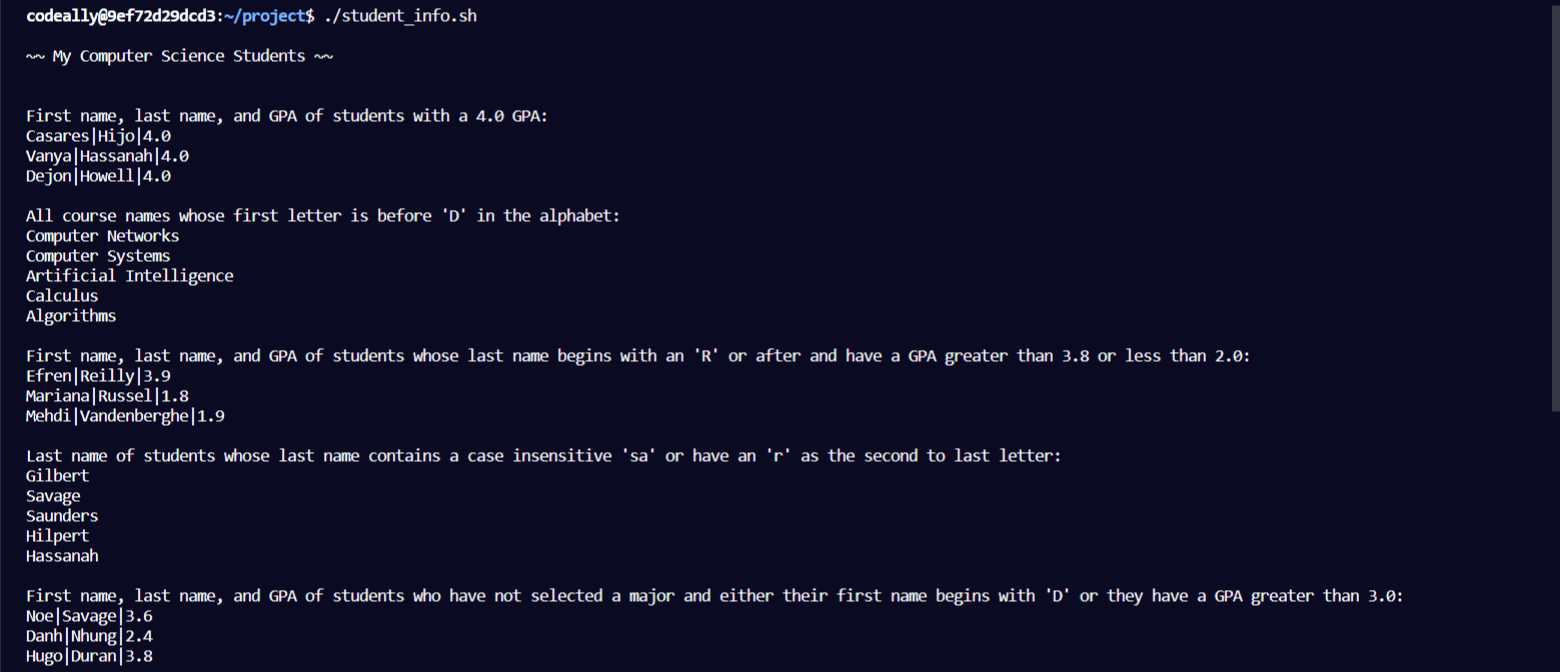 codeally@9ef72d29dcd3:~/project$ ./student_info.sh
~~ My Computer Science Students ~~
First name, last name, and GPA of students with a 4.0 GPA:
Casares|Hijo|4.0
Vanya|Hassanah|4.0
Dejon|Howell|4.0
All course names whose first letter is before 'D' in the alphabet:
Computer Networks
Computer Systems
Artificial Intelligence
Calculus
Algorithms
First name, last name, and GPA of students whose last name begins with an 'R' or after and have a GPA greater than 3.8 or less than 2.0:
Efren|Reilly|3.9
Mariana|Russel|1.8
Mehdi|Vandenberghe|1.9
Last name of students whose last name contains a case insensitive 'sa' or have an 'r' as the second to last letter:
Gilbert
Savage
Saunders
Hilpert
Hassanah
First name, last name, and GPA of students who have not selected a major and either their first name begins with 'D' or they have a GPA greater than 3.0:
Noe|Savage|3.6
Danh|Nhung|2.4
Hugo|Duran|3.8